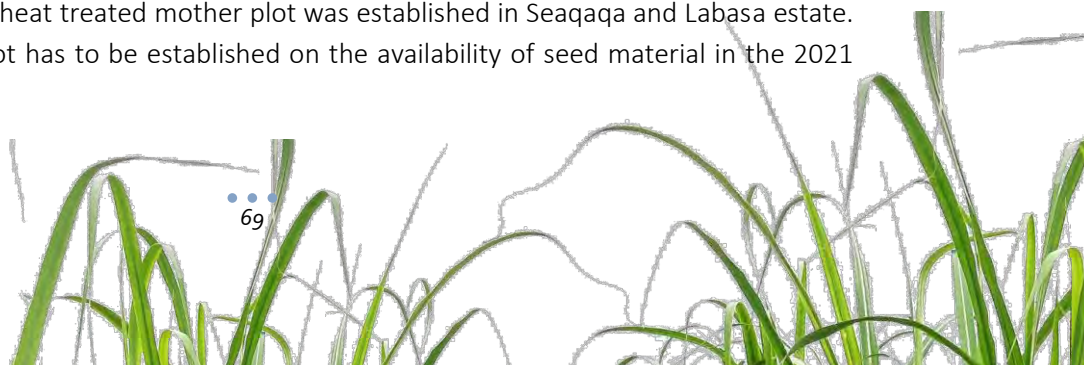 heat treated mother plot was established in Seaqaqa and Labasa estate.
ot has to be established on the availability of seed material in the 2021
69